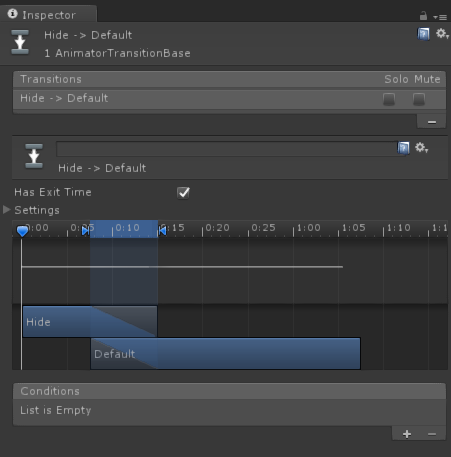 Inspector
Hide -> Default
1 AnimatorTransitionBase
Transitions Solo Mute
Hide -> Default
Hide -> Default
Has Exit Time
Settings
0:00 0:05 0:10 0:15 0:20 0:25 1:00 1:05 1:10 1:1
Hide
Default
Conditions
List is Empty